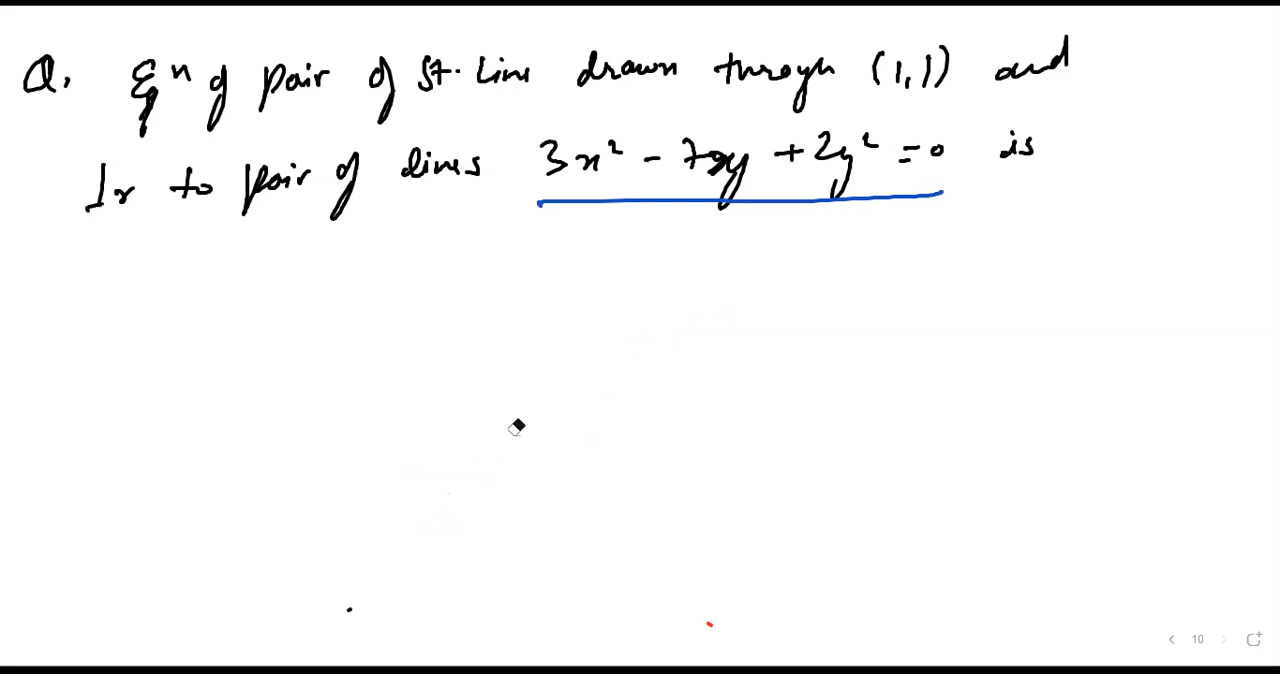 Q. Eqn of pair of St. Line drawn through (1,1) and
⊥r to pair of lines 3x² - 7xy + 2y² = 0 is
10